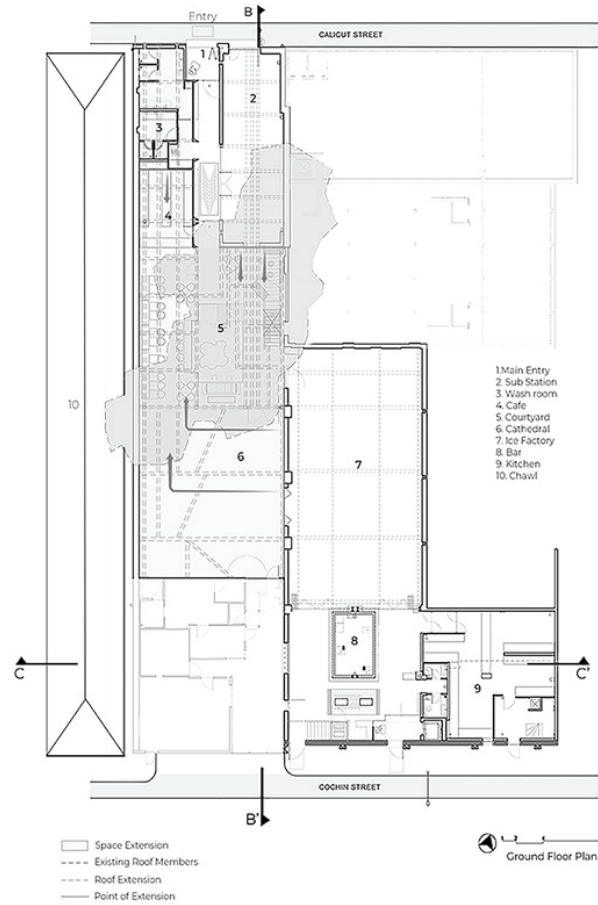 Entry
B
CALICUT STREET
1
2
3
4
5
10
6
7
1.Main Entry
2. Sub Station
3. Wash room
4. Cafe
5. Courtyard
6. Cathedral
7. Ice Factory
8. Bar
9. Kitchen
10. Chawl
8
C
C'
9
COCHIN STREET
B'
Space Extension
Existing Roof Members
Roof Extension
Point of Extension
Ground Floor Plan